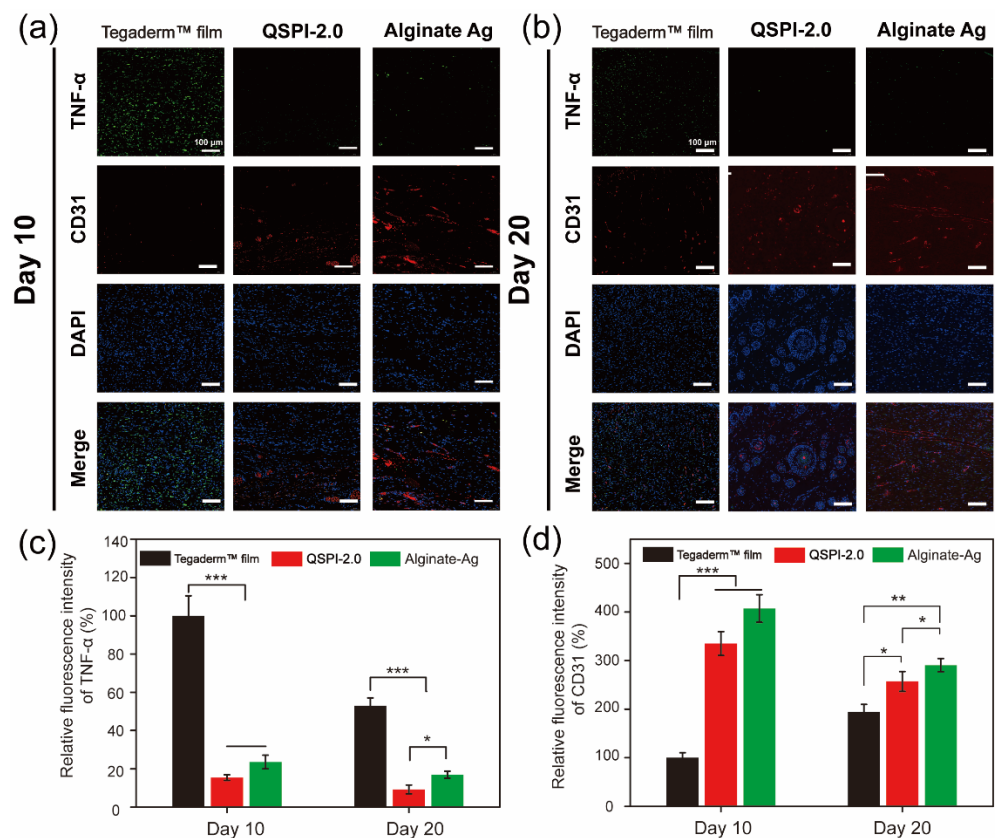 (a)
Tegaderm™ film QSPI-2.0 Alginate Ag
Day 10
TNF-α
100 µm
CD31
DAPI
Merge
(b)
Tegaderm™ film QSPI-2.0 Alginate Ag
Day 20
TNF-α
CD31
DAPI
Merge
(c)
Relative fluorescence intensity
of TNF-α (%)
140
120
100
80
60
40
20
0
Tegaderm™ film QSPI-2.0 Alginate-Ag
***
***
*
Day 10 Day 20
(d)
Relative fluorescence intensity
of CD31 (%)
500
400
300
200
100
0
Tegaderm™ film QSPI-2.0 Alginate-Ag
***
**
*
*
Day 10 Day 20